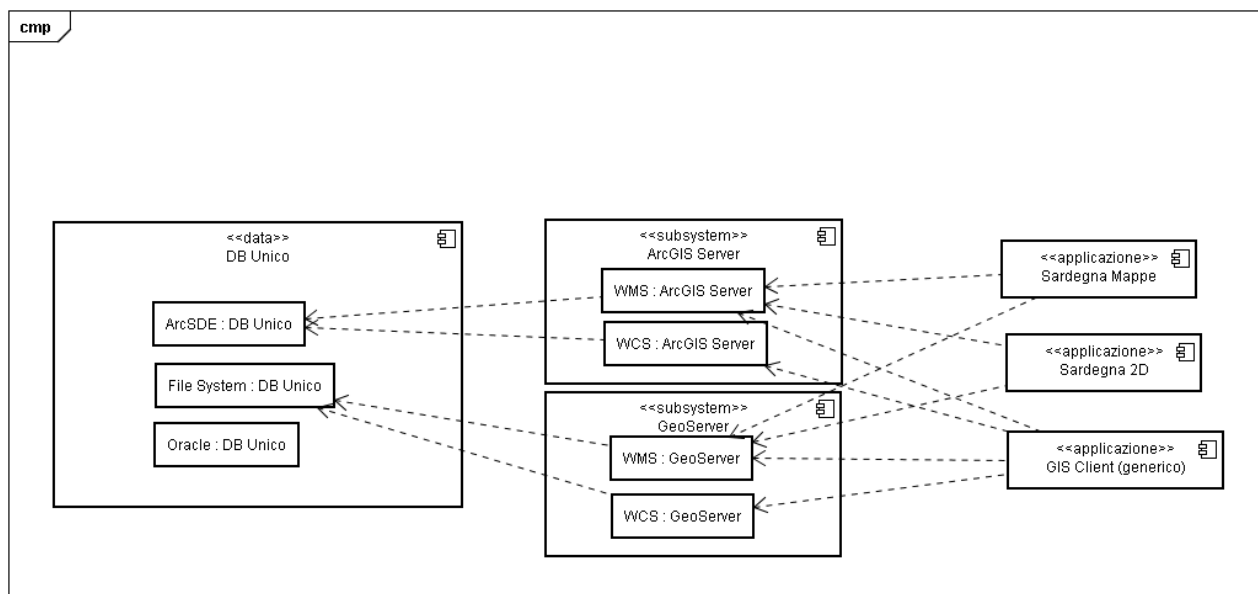 cmp
<<data>>
DB Unico
ArcSDE : DB Unico
File System : DB Unico
Oracle : DB Unico
<<subsystem>>
ArcGIS Server
WMS : ArcGIS Server
WCS : ArcGIS Server
<<subsystem>>
GeoServer
WMS : GeoServer
WCS : GeoServer
<<applicazione>>
Sardegna Mappe
<<applicazione>>
Sardegna 2D
<<applicazione>>
GIS Client (generico)